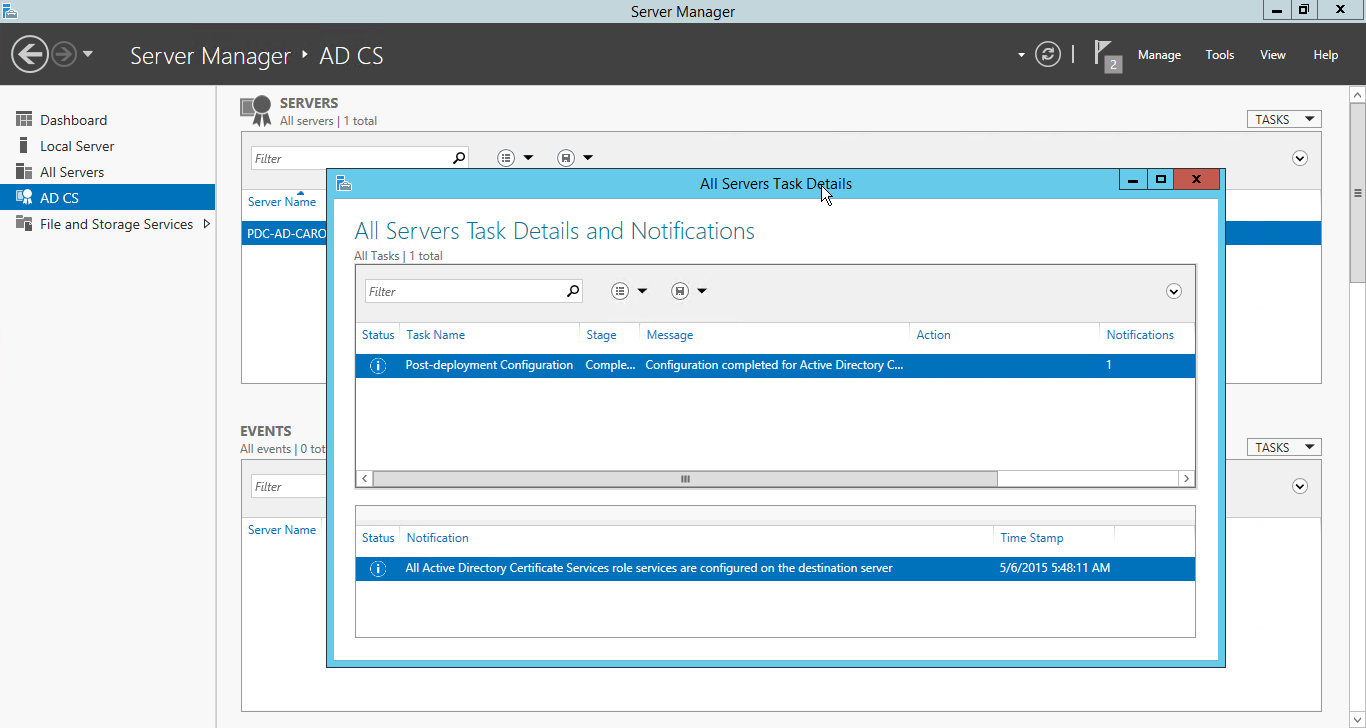 Server Manager
Server Manager ‣ AD CS
2
Manage
Tools
View
Help
Dashboard
Local Server
All Servers
AD CS
File and Storage Services
SERVERS
All servers | 1 total
TASKS
Filter
Server Name
PDC-AD-CARO
All Servers Task Details
All Servers Task Details and Notifications
All Tasks | 1 total
Filter
Status Task Name Stage Message Action Notifications
Post-deployment Configuration Comple... Configuration completed for Active Directory C... 1
Status Notification Time Stamp
All Active Directory Certificate Services role services are configured on the destination server 5/6/2015 5:48:11 AM
EVENTS
All events | 0 tot
TASKS
Filter
Server Name